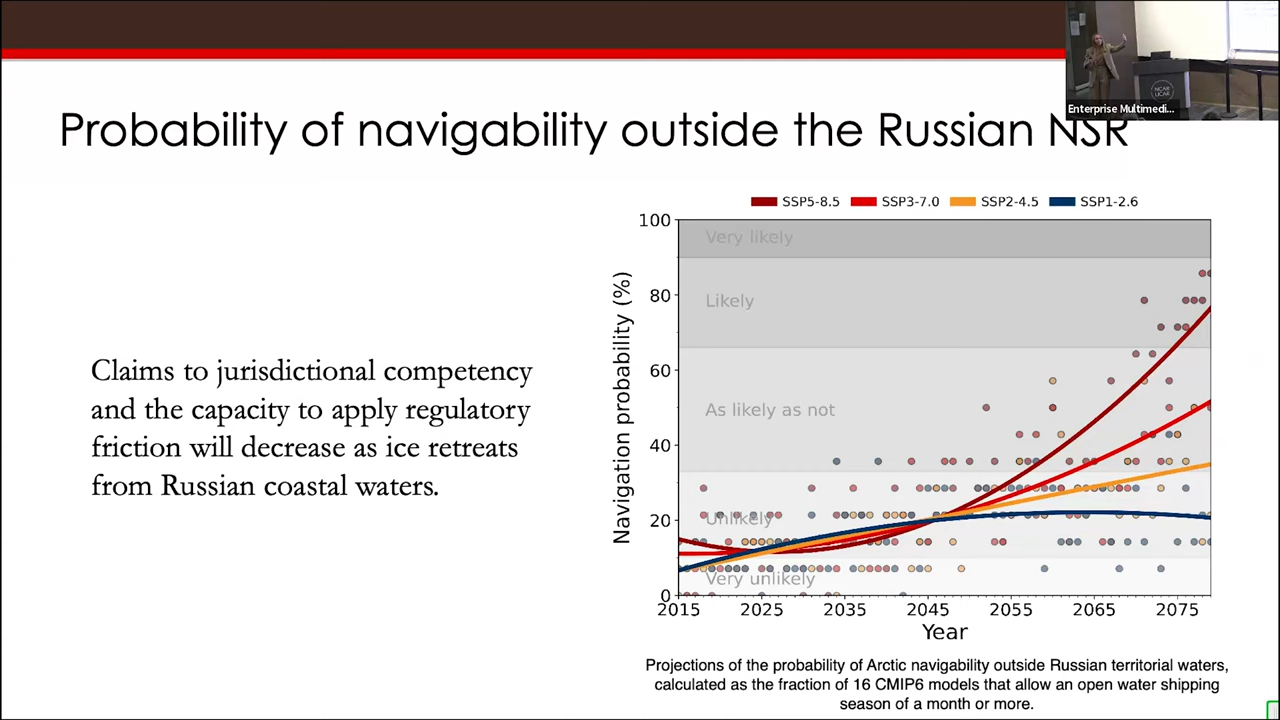 Enterprise Multimedi...
NCAR
UCAR
Probability of navigability outside the Russian NSR
Claims to jurisdictional competency
and the capacity to apply regulatory
friction will decrease as ice retreats
from Russian coastal waters.
SSP5-8.5 SSP3-7.0 SSP2-4.5 SSP1-2.6
Navigation probability (%)
100
80
60
40
20
0
Very likely
Likely
As likely as not
Unlikely
Very unlikely
2015 2025 2035 2045 2055 2065 2075
Year
Projections of the probability of Arctic navigability outside Russian territorial waters,
calculated as the fraction of 16 CMIP6 models that allow an open water shipping
season of a month or more.